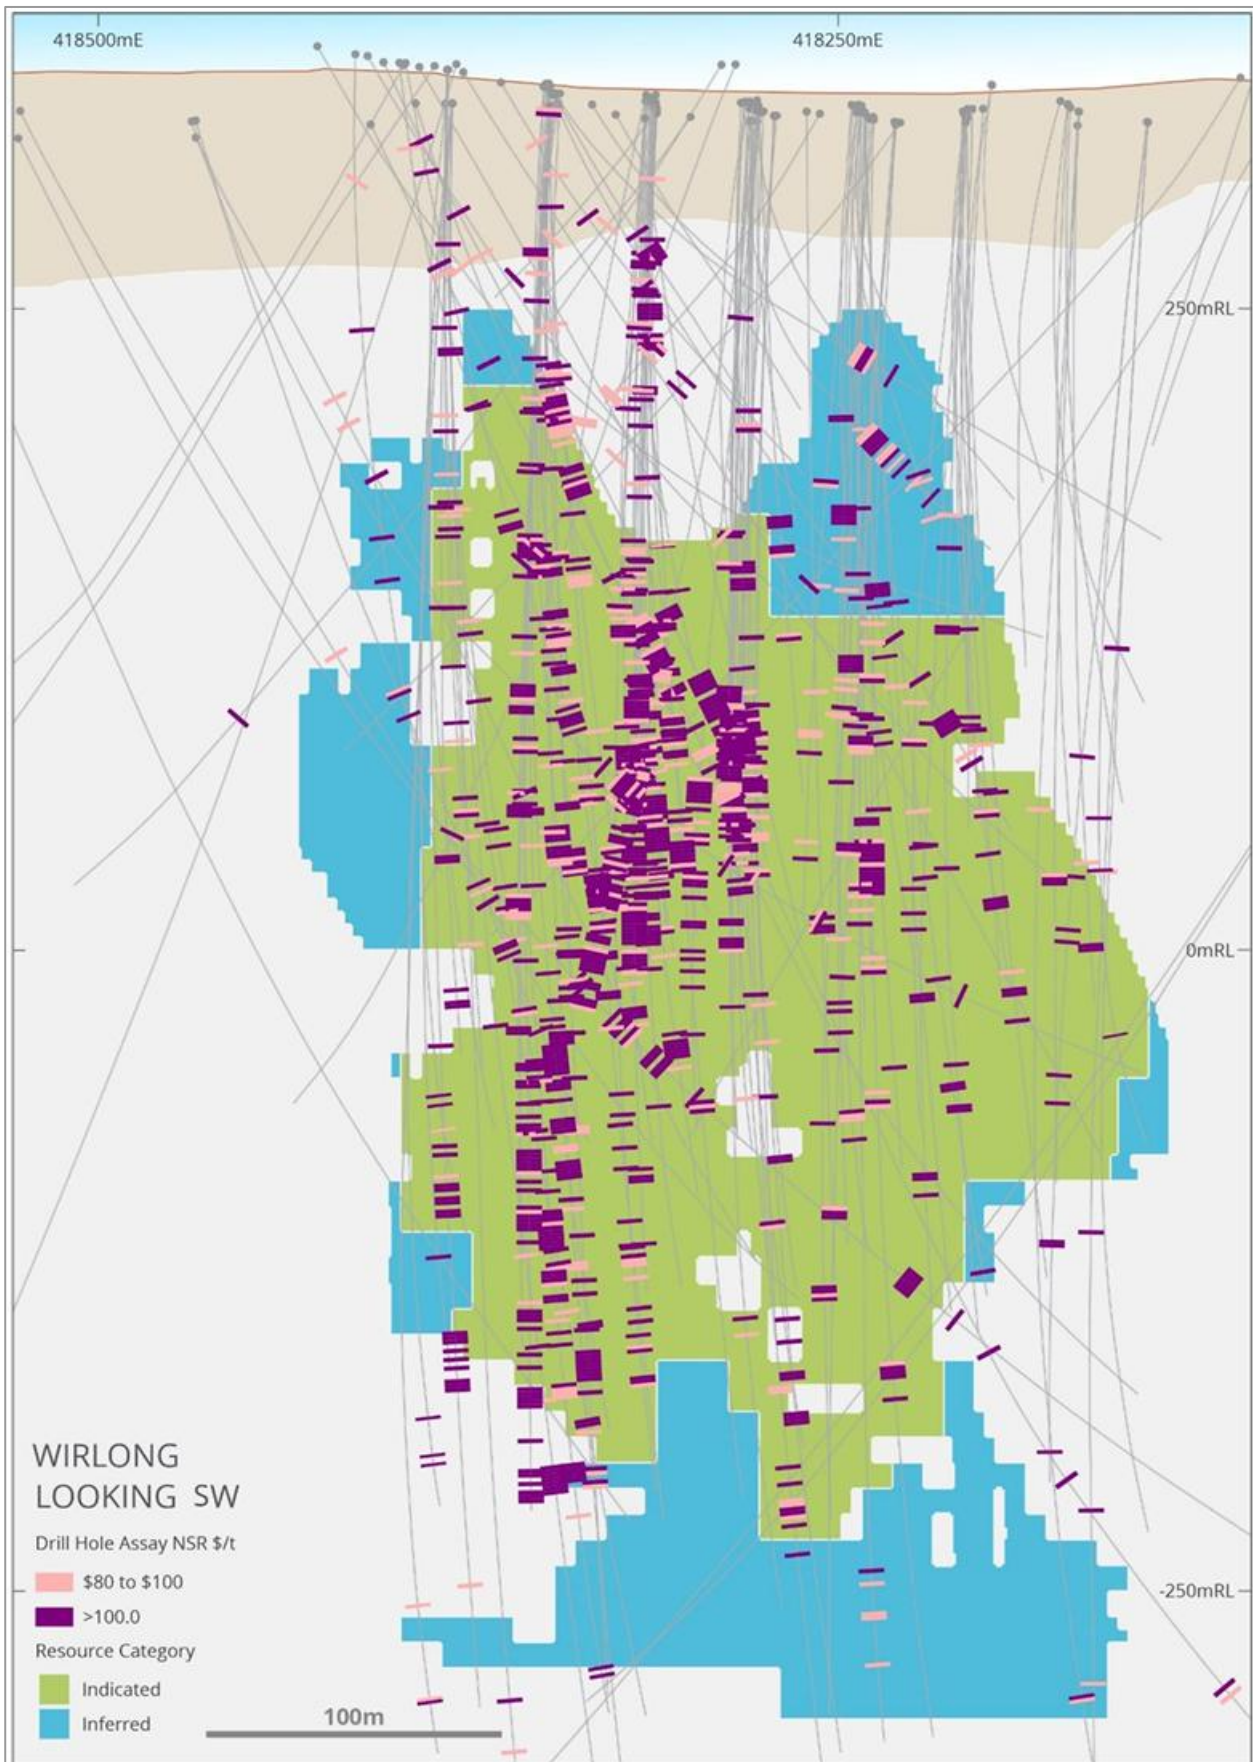 418500mE
418250mE
250mRL
0mRL
-250mRL
WIRLONG
LOOKING SW
Drill Hole Assay NSR $/t
$80 to $100
>100.0
Resource Category
Indicated
Inferred
100m